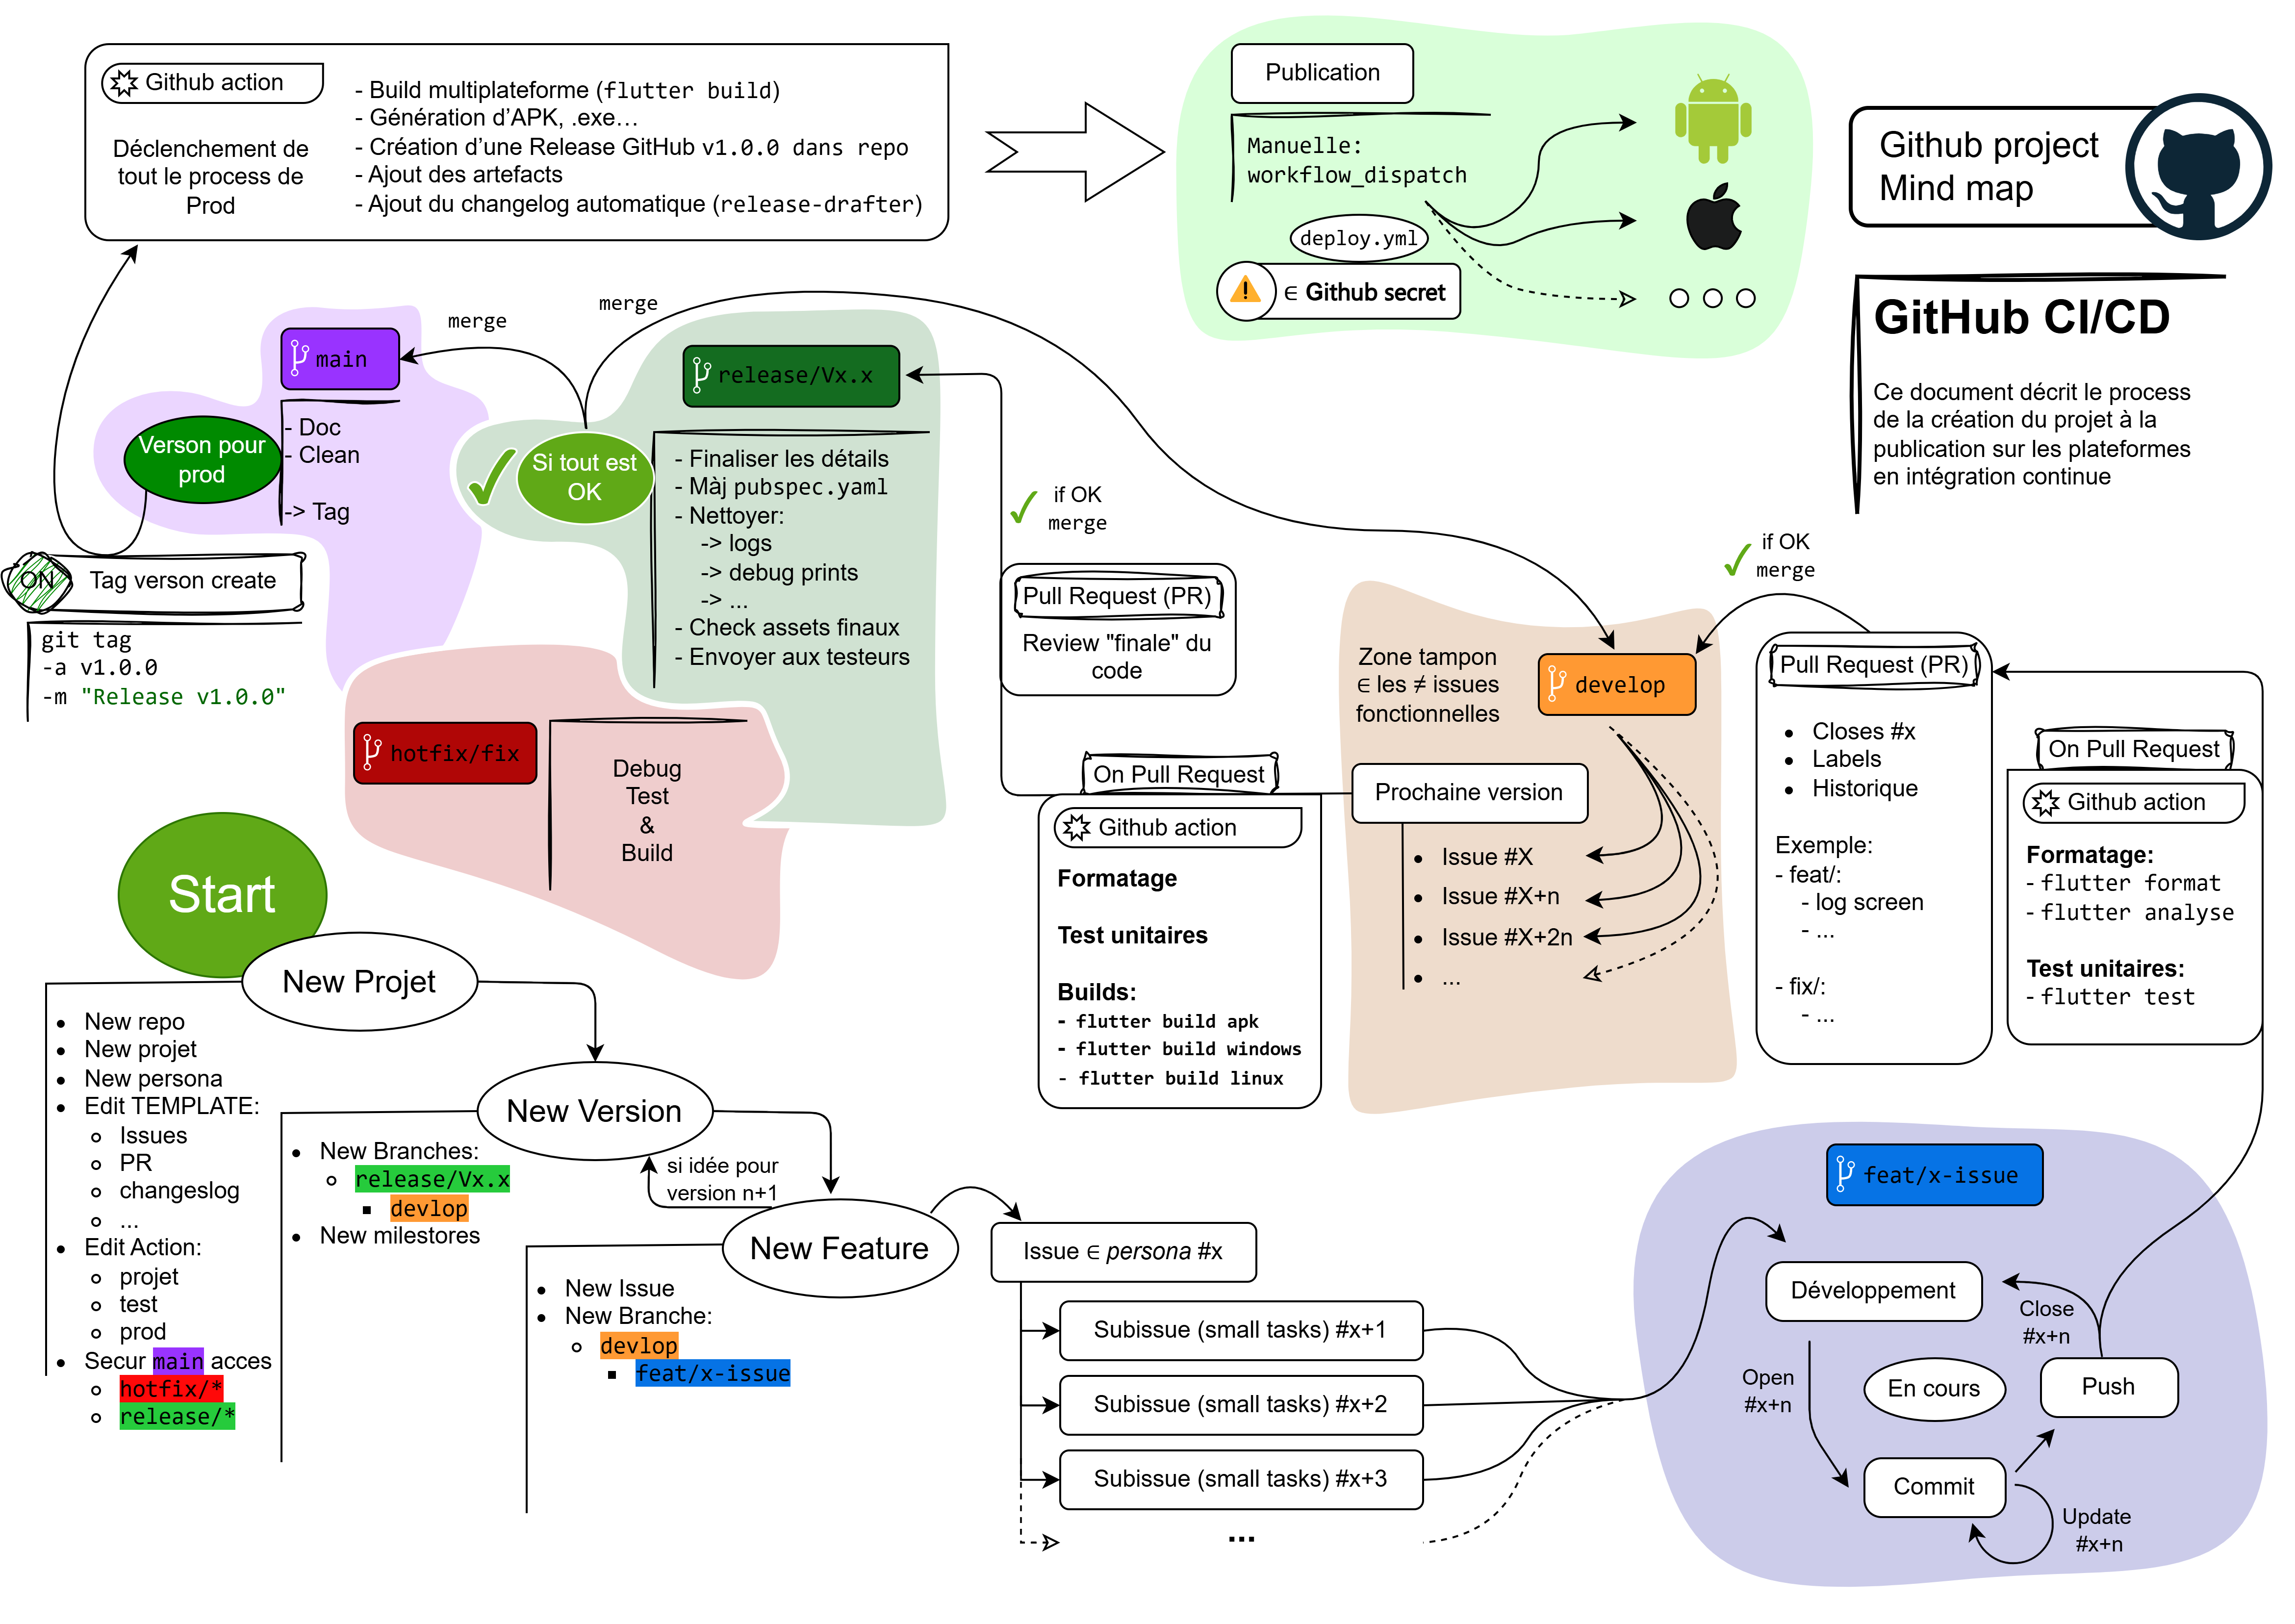 Github action
Déclenchement de
tout le process de
Prod
- Build multiplateforme (flutter build)
- Génération d’APK, .exe…
- Création d’une Release GitHub v1.0.0 dans repo
- Ajout des artefacts
- Ajout du changelog automatique (release-drafter)
Publication
Manuelle:
workflow_dispatch
deploy.yml
∈ Github secret
Github project
Mind map
GitHub CI/CD
Ce document décrit le process
de la création du projet à la
publication sur les plateformes
en intégration continue
merge
merge
main
- Doc
- Clean
-> Tag
Verson pour
prod
ON
Tag verson create
git tag
-a v1.0.0
-m "Release v1.0.0"
release/Vx.x
Si tout est
OK
- Finaliser les détails
- Màj pubspec.yaml
- Nettoyer:
-> logs
-> debug prints
-> ...
- Check assets finaux
- Envoyer aux testeurs
if OK
merge
Pull Request (PR)
Review "finale" du
code
hotfix/fix
Debug
Test
&
Build
On Pull Request
Github action
Formatage
Test unitaires
Builds:
- flutter build apk
- flutter build windows
- flutter build linux
Zone tampon
∈ les ≠ issues
fonctionnelles
develop
Prochaine version
• Issue #X
• Issue #X+n
• Issue #X+2n
• ...
if OK
merge
Pull Request (PR)
• Closes #x
• Labels
• Historique
Exemple:
- feat/:
- log screen
- ...
- fix/:
- ...
On Pull Request
Github action
Formatage:
- flutter format
- flutter analyse
Test unitaires:
- flutter test
Start
New Projet
• New repo
• New projet
• New persona
• Edit TEMPLATE:
Issues
PR
changeslog
...
• Edit Action:
projet
test
prod
• Secur main acces
hotfix/*
release/*
New Version
• New Branches:
release/Vx.x
devlop
• New milestores
si idée pour
version n+1
New Feature
• New Issue
• New Branche:
devlop
feat/x-issue
Issue ∈ persona #x
Subissue (small tasks) #x+1
Subissue (small tasks) #x+2
Subissue (small tasks) #x+3
...
feat/x-issue
Développement
Close
#x+n
Open
#x+n
En cours
Push
Commit
Update
#x+n